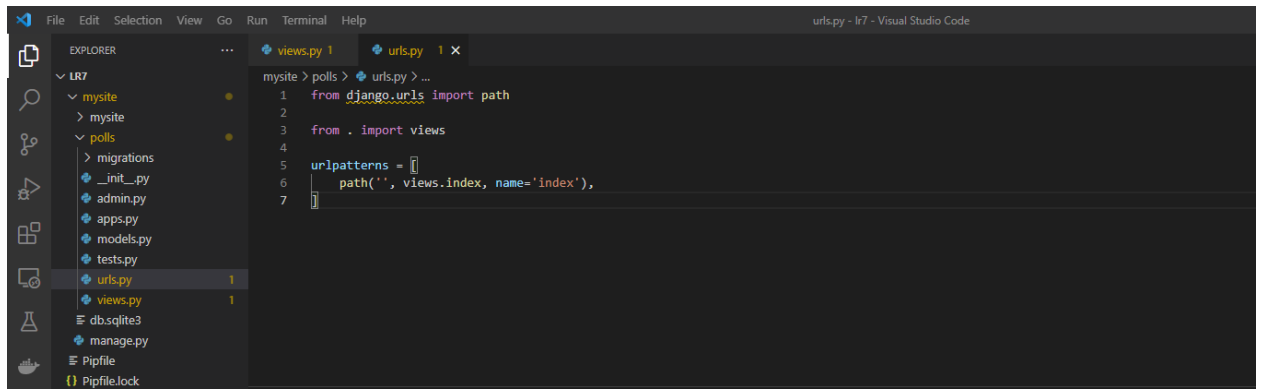 File Edit Selection View Go Run Terminal Help
urls.py - lr7 - Visual Studio Code
EXPLORER ...
LR7
mysite
mysite
polls
migrations
__init__.py
admin.py
apps.py
models.py
tests.py
urls.py 1
views.py 1
db.sqlite3
manage.py
Pipfile
{} Pipfile.lock
views.py 1
urls.py 1
mysite > polls > urls.py > ...
1 from django.urls import path
2
3 from . import views
4
5 urlpatterns = [
6 path('', views.index, name='index'),
7 ]